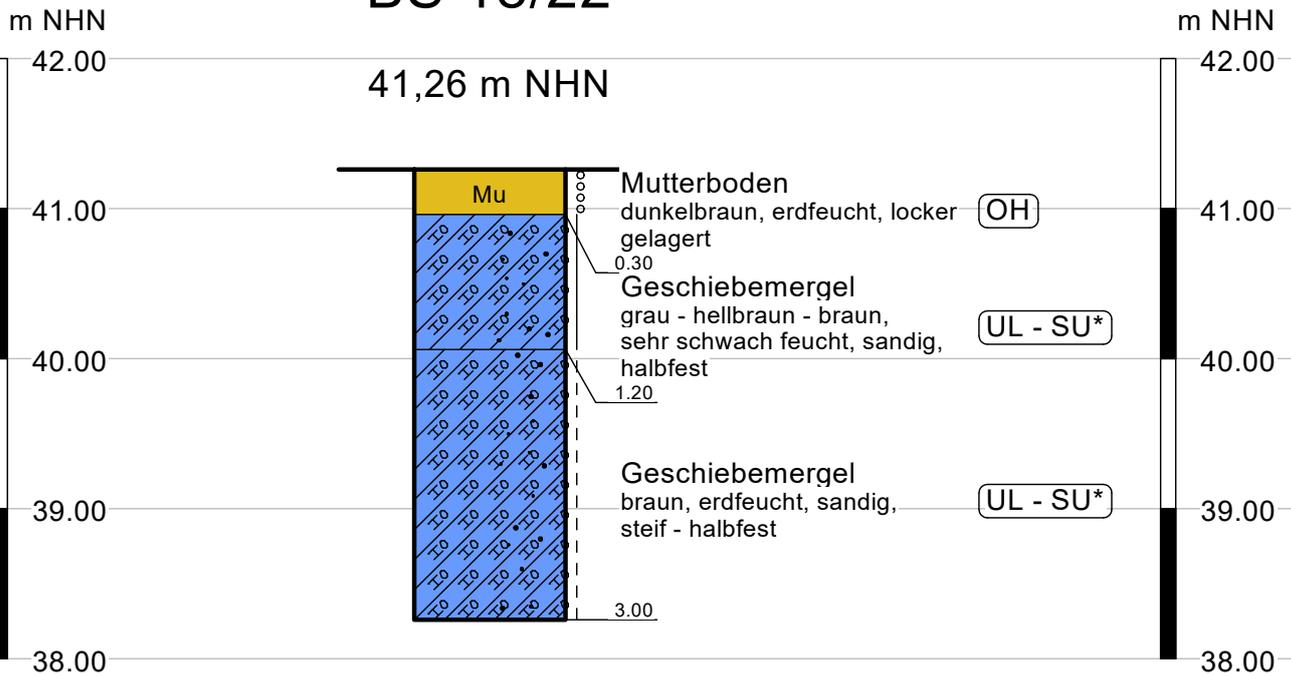 m NHN
m NHN
42.00
42.00
41,26 m NHN
Mutterboden
Mu
41.00
dunkelbraun, erdfeucht, locker
OH
41.00
gelagert
0.30
Geschiebemergel
grau - hellbraun - braun,
UL - SU*
sehr schwach feucht, sandig,
40.00
halbfest
40.00
1.20
Geschiebemergel
braun, erdfeucht, sandig,
UL - SU*
39.00
39.00
steif - halbfest
3.00
38.00
38.00